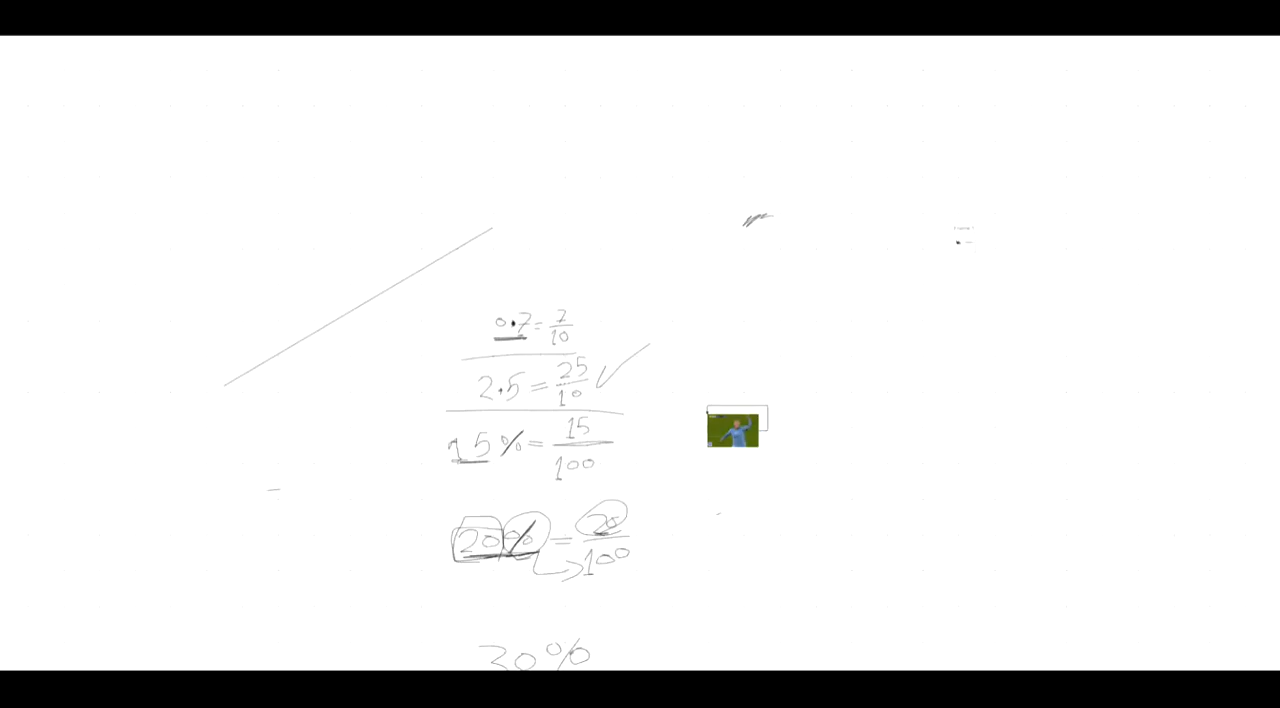 0.7 = 7/10
2.5 = 25/10 ✓
15% = 15/100
20% = 20/100
30%